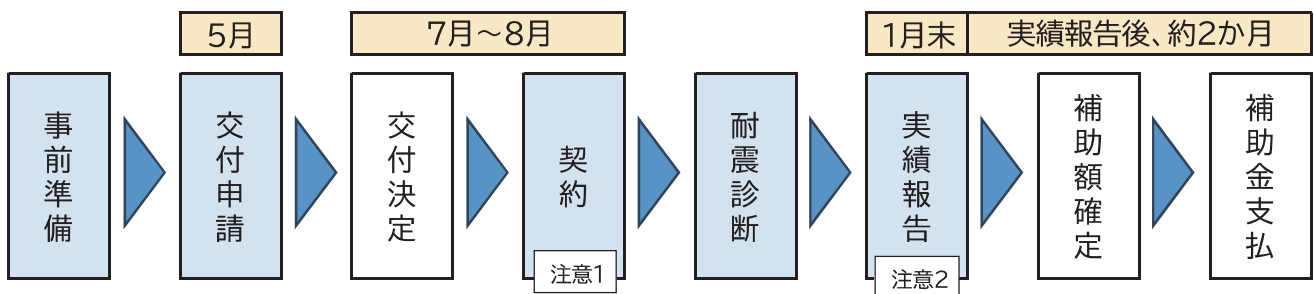 5月
7月～8月
1月末
実績報告後、約2か月
事前準備
交付申請
交付決定
契約
耐震診断
実績報告
補助額確定
補助金支払
注意1
注意2